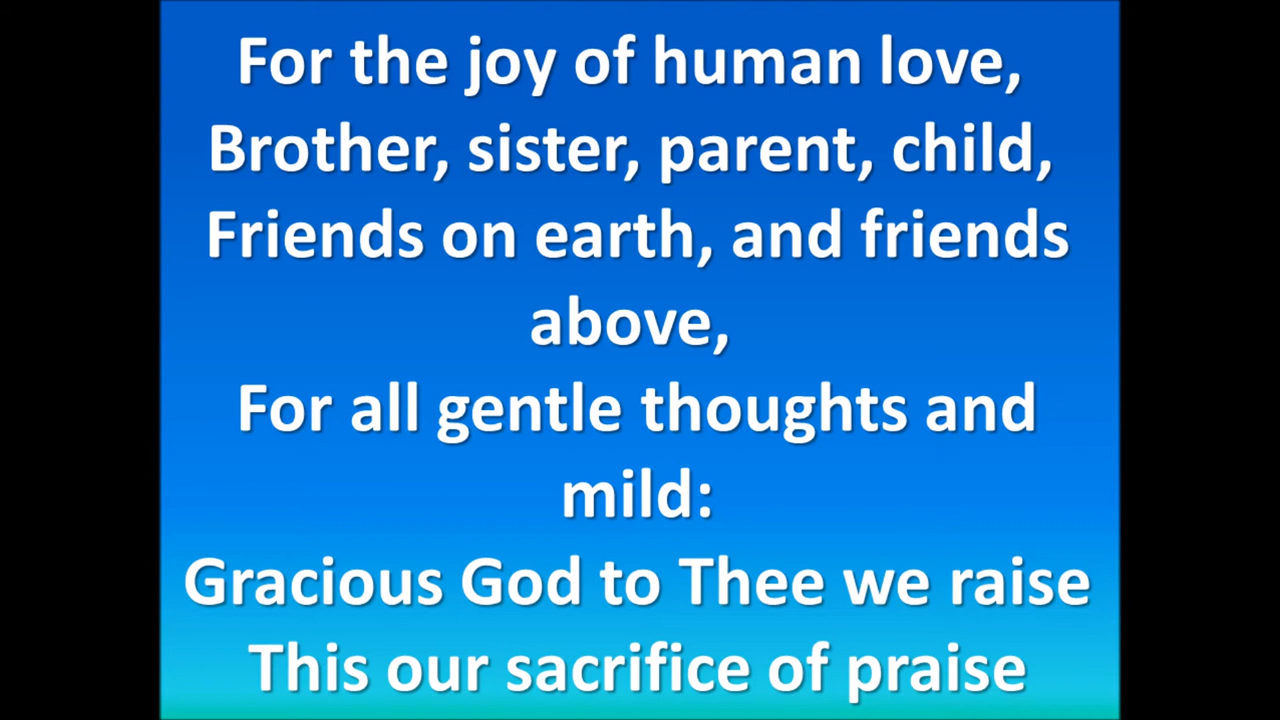 For the joy of human love,
Brother, sister, parent, child,
Friends on earth, and friends
above,
For all gentle thoughts and
mild:
Gracious God to Thee we raise
This our sacrifice of praise